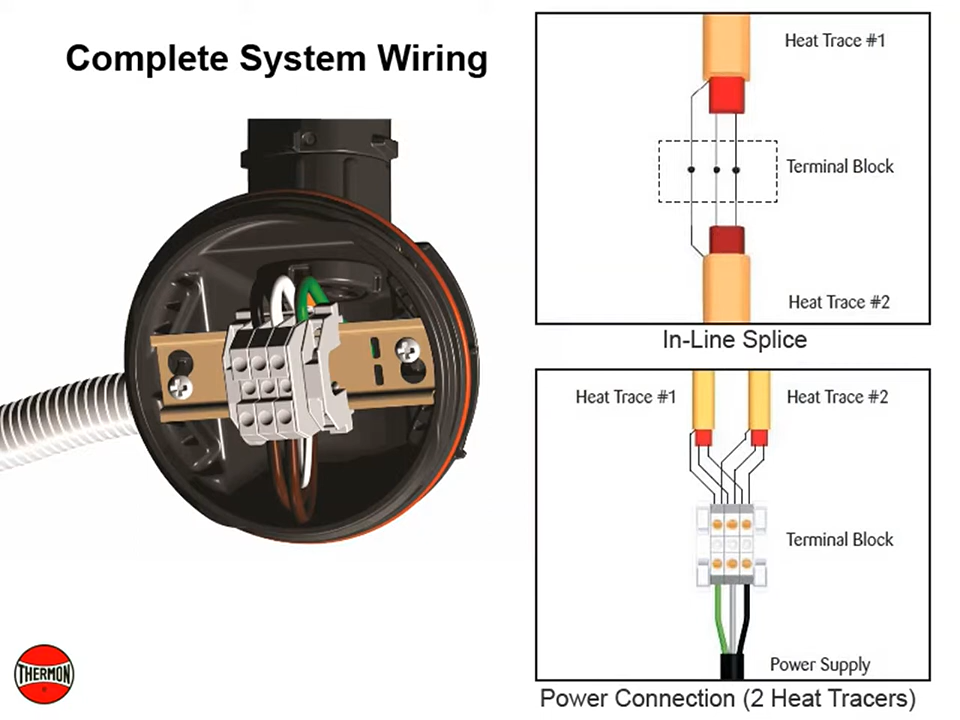 Complete System Wiring
Heat Trace #1
Terminal Block
Heat Trace #2
In-Line Splice
Heat Trace #1
Heat Trace #2
Terminal Block
Power Supply
Power Connection (2 Heat Tracers)
THERMON